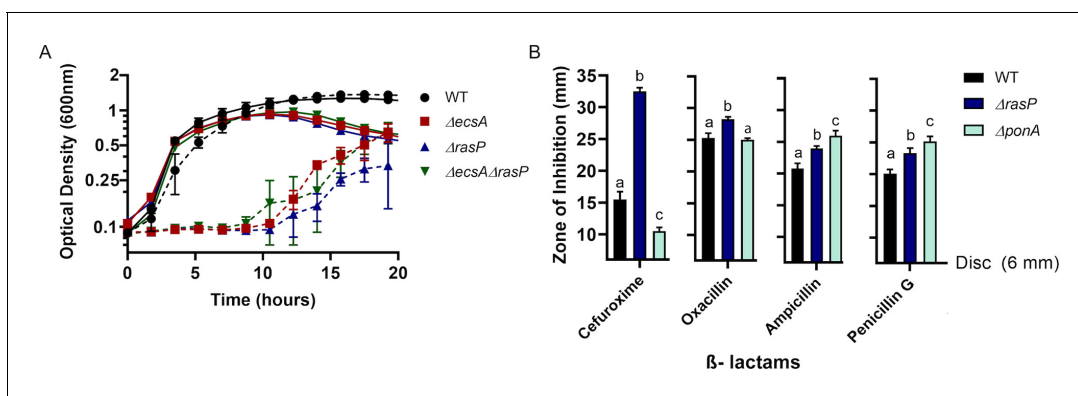 A
Optical Density (600nm)
2
1
0.5
0.25
0.1
0
5
10
15
20
Time (hours)
WT
ΔecsA
ΔrasP
ΔecsAΔrasP
B
Zone of Inhibition (mm)
35
31
25
20
15
10
a
b
c
a
b
a
a
b
c
a
b
c
Cefuroxime
Oxacillin
Ampicillin
Penicillin G
ß- lactams
WT
ΔrasP
ΔponA
Disc (6 mm)